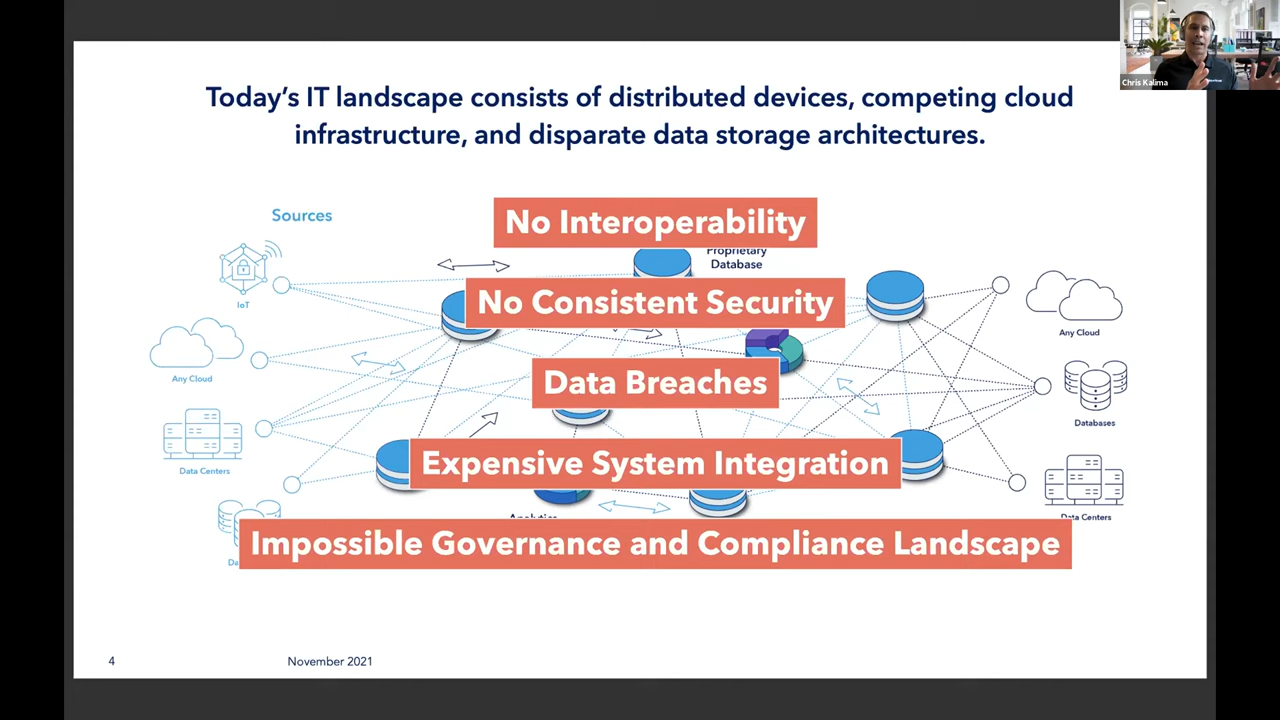 Chris Kalima
Today's IT landscape consists of distributed devices, competing cloud
infrastructure, and disparate data storage architectures.
Sources
No Interoperability
Proprietary
Database
IoT
No Consistent Security
Any Cloud
Any Cloud
Data Breaches
Databases
Data Centers
Expensive System Integration
Analytics
Data Centers
Impossible Governance and Compliance Landscape
4
November 2021